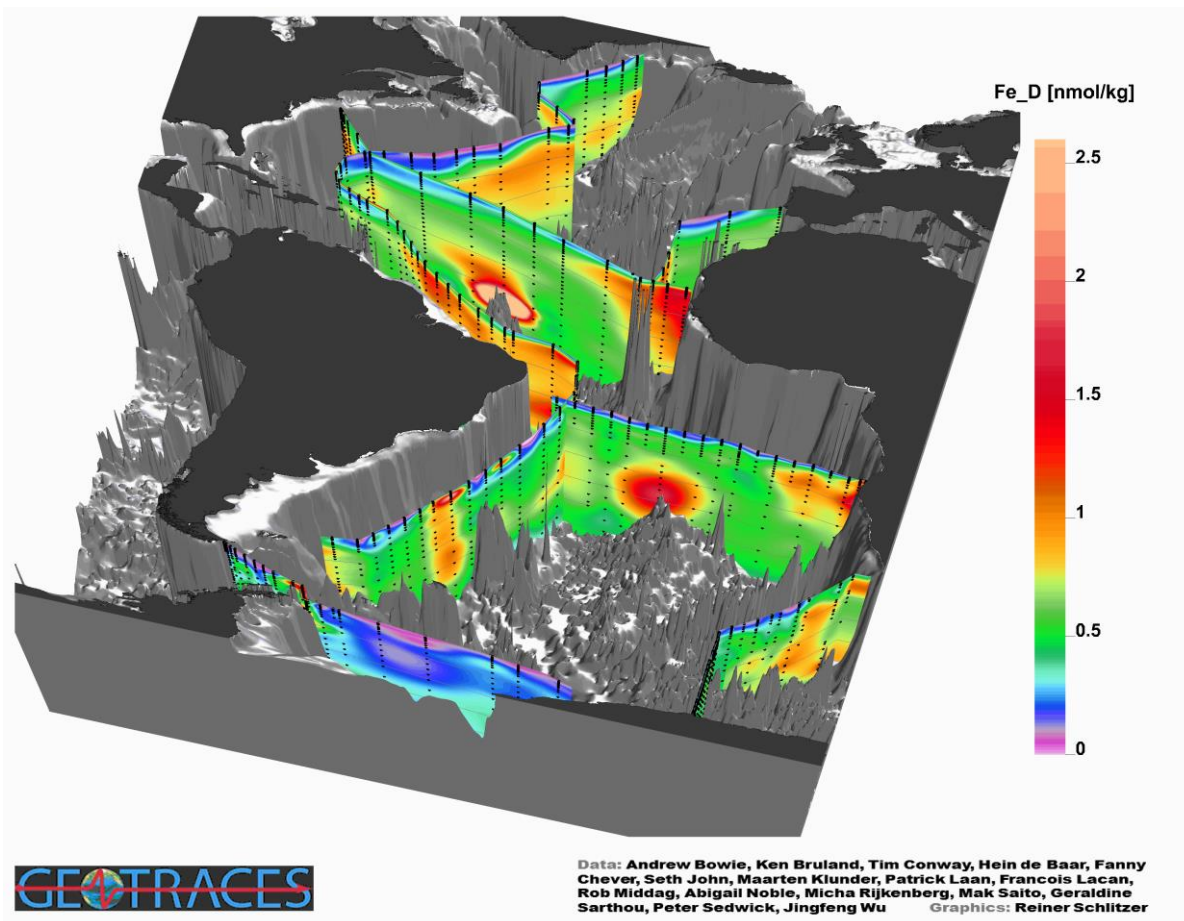 Fe_D [nmol/kg]
2.5
2
1.5
1
0.5
0
GEOTRACES
Data: Andrew Bowie, Ken Bruland, Tim Conway, Hein de Baar, Fanny
Chever, Seth John, Maarten Klunder, Patrick Laan, Francois Lacan,
Rob Middag, Abigail Noble, Micha Rijkenberg, Mak Saito, Geraldine
Sarthou, Peter Sedwick, Jingfeng Wu Graphics: Reiner Schlitzer